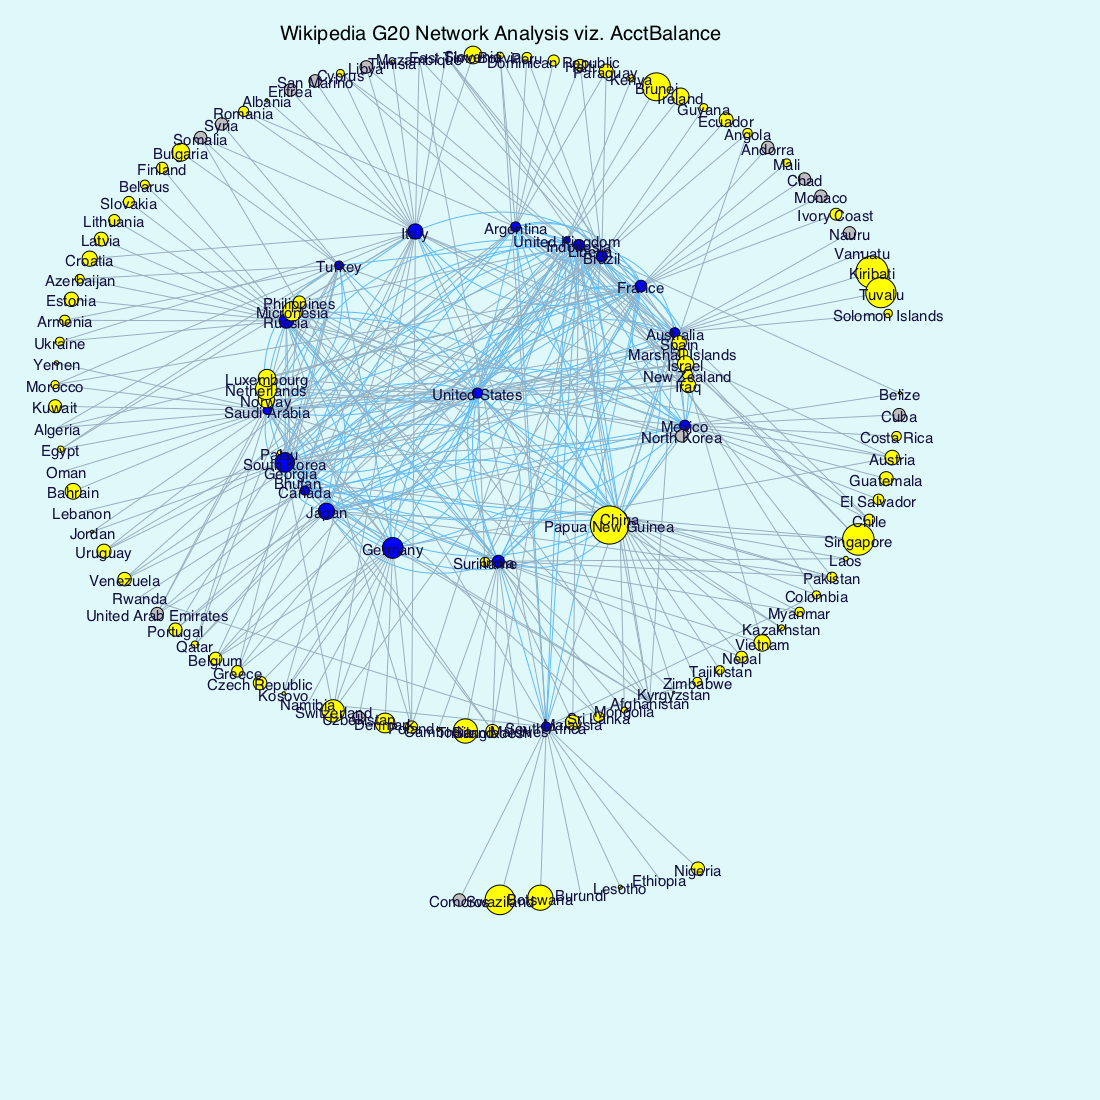 Wikipedia G20 Network Analysis viz. AcctBalance
East Timor
Slovenia
Bolivia
Peru
Mozambique
Dominican Republic
Haiti
Tunisia
Libya
Paraguay
Cyprus
Kenya
San Marino
Brunei
Eritrea
Ireland
Albania
Guyana
Romania
Ecuador
Syria
Angola
Somalia
Andorra
Bulgaria
Mali
Finland
Chad
Belarus
Monaco
Slovakia
Ivory Coast
Lithuania
Nauru
Italy
Argentina
Latvia
United Kingdom
Indonesia
Liberia
Vamuatu
Croatia
Brazil
Turkey
Kiribati
Azerbaijan
France
Tuvalu
Estonia
Philippines
Micronesia
Solomon Islands
Armenia
Russia
Ukraine
Australia
Spain
Marshall Islands
Yemen
Israel
New Zealand
Luxembourg
Morocco
Iraq
Netherlands
United States
Belize
Norway
Kuwait
Saudi Arabia
Cuba
Algeria
Mexico
North Korea
Costa Rica
Egypt
Palau
South Korea
Austria
Oman
Georgia
Guatemala
Bhutan
Bahrain
Canada
El Salvador
Lebanon
Japan
China
Chile
Papua New Guinea
Jordan
Singapore
Uruguay
Germany
Suriname
Laos
Venezuela
Pakistan
Rwanda
Colombia
United Arab Emirates
Myanmar
Portugal
Kazakhstan
Qatar
Vietnam
Belgium
Nepal
Greece
Tajikistan
Czech Republic
Zimbabwe
Kosovo
Kyrgyzstan
Namibia
Afghanistan
Switzerland
Mongolia
Uzbekistan
Sri Lanka
Denmark
Malaysia
Poland
South Africa
Cambodia
Thailand
Bangladesh
Maldives
Nigeria
Ethiopia
Lesotho
Burundi
Comoros
Swaziland
Botswana